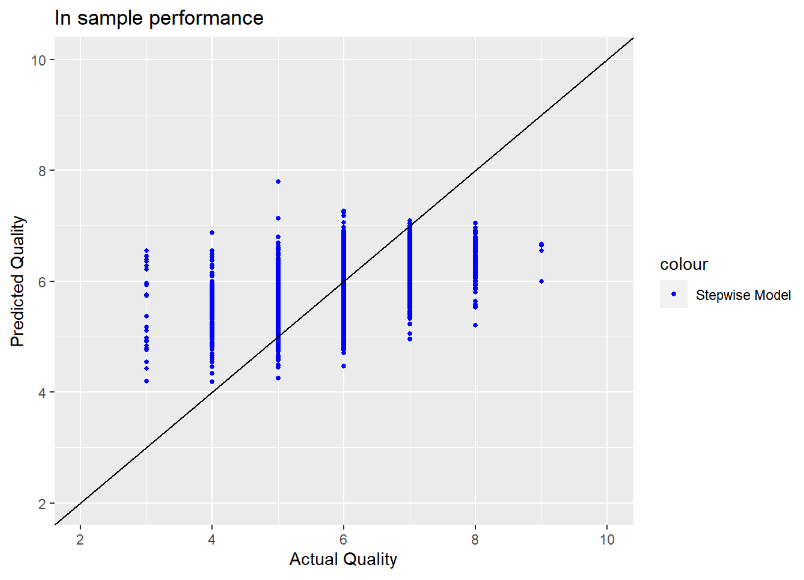 In sample performance
10
8
6
4
2
Predicted Quality
2 4 6 8 10
Actual Quality
colour
Stepwise Model